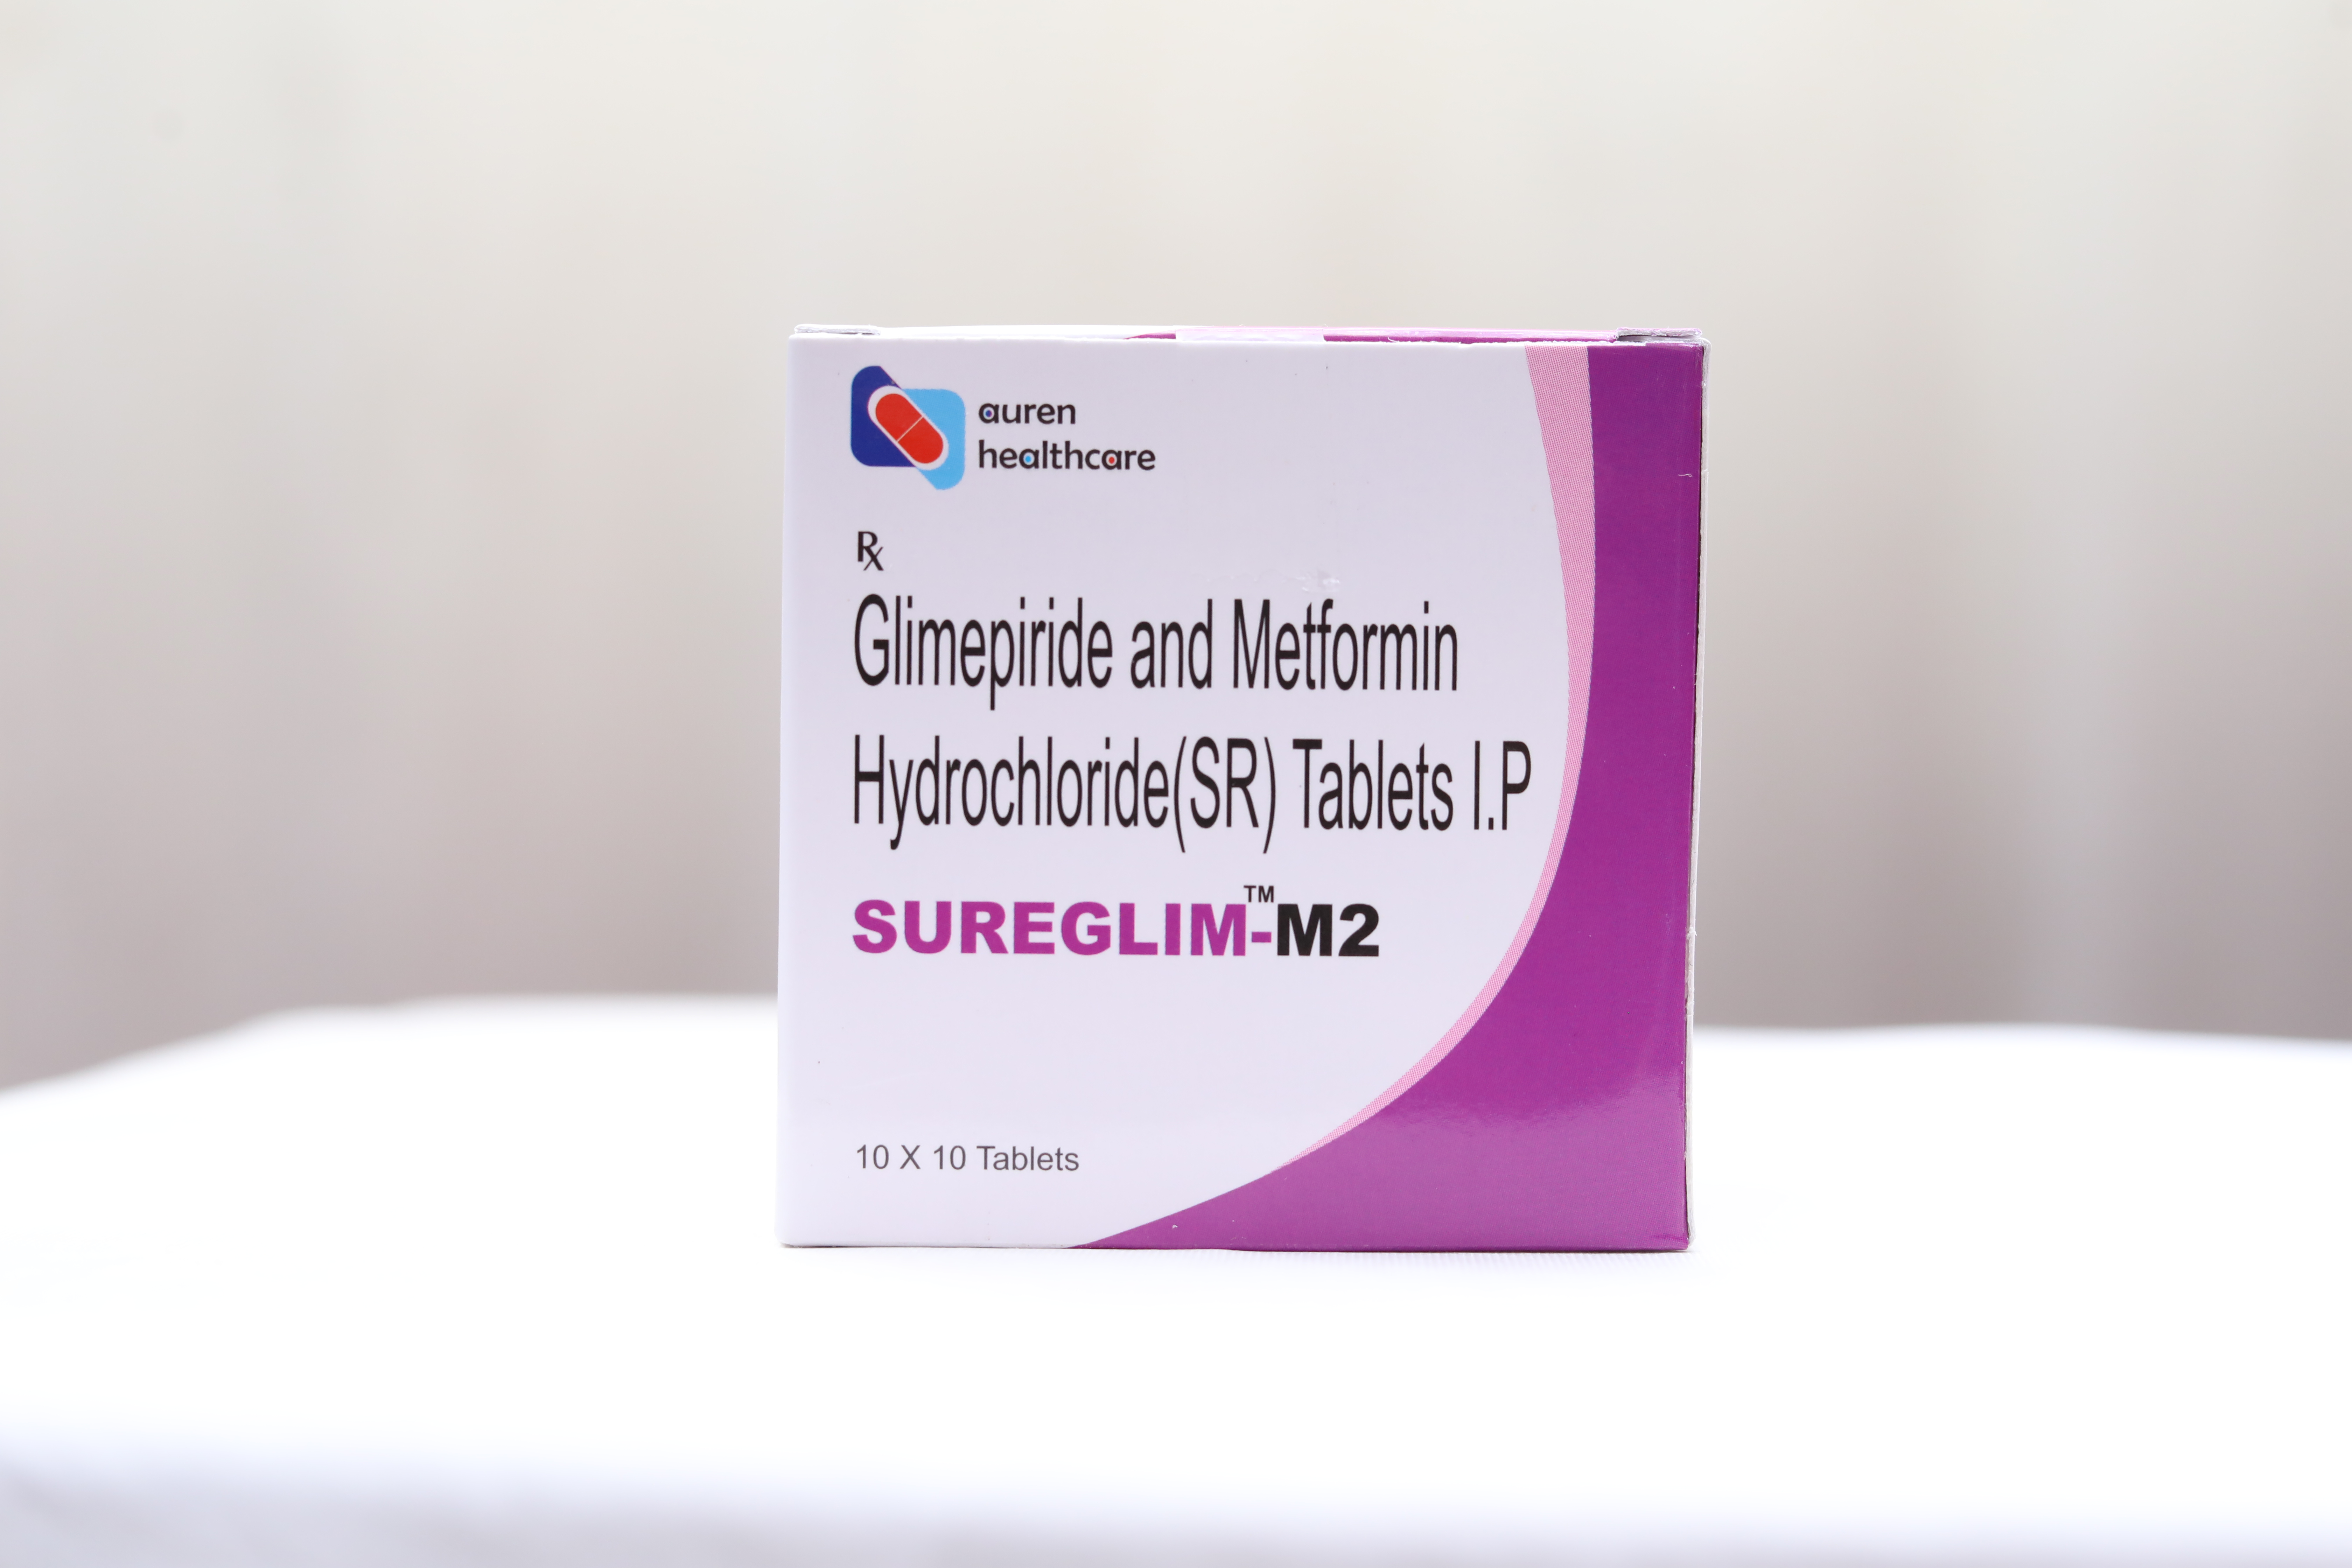 auren
healthcare
Rx
Glimepiride and Metformin
Hydrochloride(SR) Tablets I.P
SUREGLIM™-M2
10 X 10 Tablets